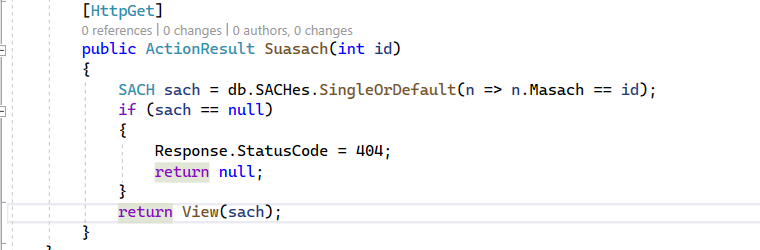 [HttpGet]
0 references | 0 changes | 0 authors, 0 changes
public ActionResult Suasach(int id)
{
SACH sach = db.SACHes.SingleOrDefault(n => n.Masach == id);
if (sach == null)
{
Response.StatusCode = 404;
return null;
}
return View(sach);
}